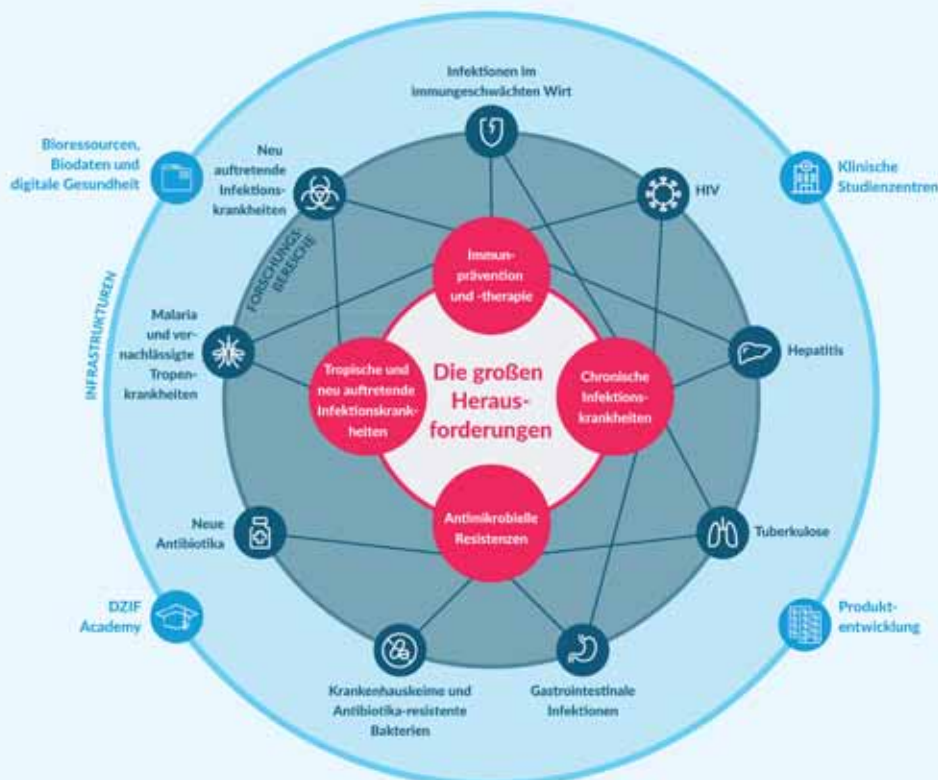 Infektionen im
immungeschwächten Wirt
Bioressourcen,
Biodaten und
digitale Gesundheit
Neu
auftretende
Infektions-
krankheiten
HIV
Klinische
Studienzentren
FORSCHUNGS-
BEREICHE
INFRASTRUKTUREN
Immun-
prävention
und -therapie
Malaria
und ver-
nachlässigte
Tropen-
krankheiten
Tropische und
neu auftretende
Infektionskrank-
heiten
Die großen
Heraus-
forderungen
Chronische
Infektions-
krankheiten
Hepatitis
Antimikrobielle
Resistenzen
Neue
Antibiotika
Tuberkulose
DZIF
Academy
Produkt-
entwicklung
Krankenhauskeime und
Antibiotika-resistente
Bakterien
Gastrointestinale
Infektionen